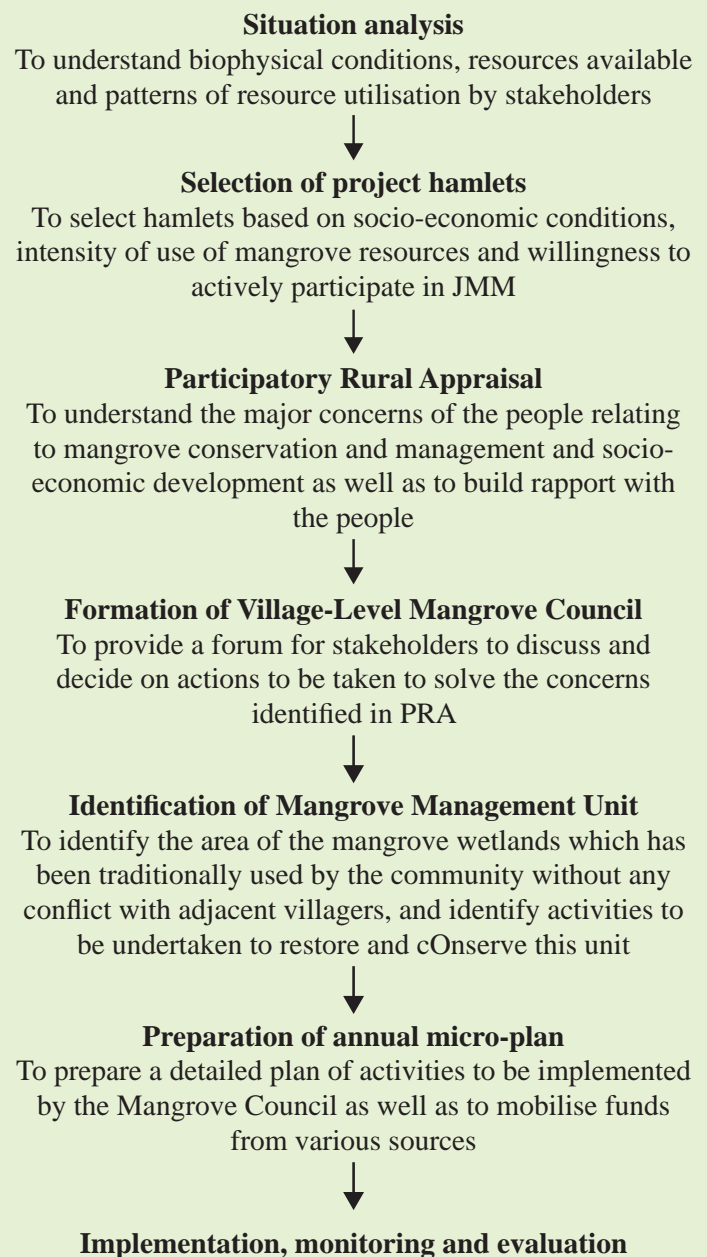 Situation analysis
To understand biophysical conditions, resources available
and patterns of resource utilisation by stakeholders
Selection of project hamlets
To select hamlets based on socio-economic conditions,
intensity of use of mangrove resources and willingness to
actively participate in JMM
Participatory Rural Appraisal
To understand the major concerns of the people relating
to mangrove conservation and management and socio-
economic development as well as to build rapport with
the people
Formation of Village-Level Mangrove Council
To provide a forum for stakeholders to discuss and
decide on actions to be taken to solve the concerns
identified in PRA
Identification of Mangrove Management Unit
To identify the area of the mangrove wetlands which has
been traditionally used by the community without any
conflict with adjacent villagers, and identify activities to
be undertaken to restore and cOnserve this unit
Preparation of annual micro-plan
To prepare a detailed plan of activities to be implemented
by the Mangrove Council as well as to mobilise funds
from various sources
Implementation, monitoring and evaluation